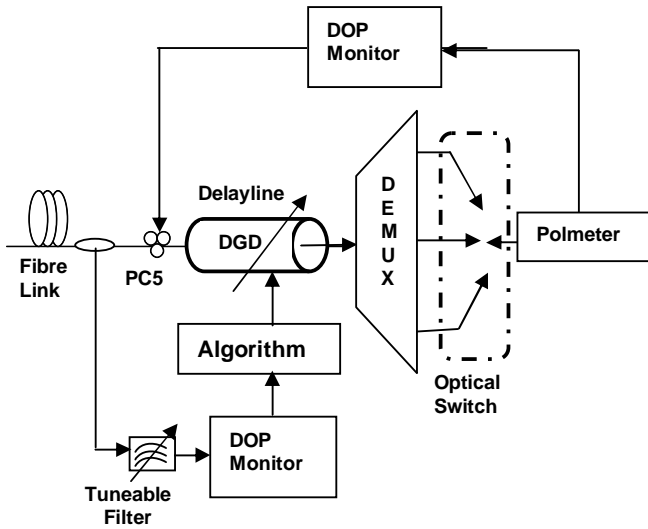 DOP
Monitor
Delayline
DGD
D
E
M
U
X
Polmeter
Fibre
Link
PC5
Algorithm
Optical
Switch
DOP
Monitor
Tuneable
Filter